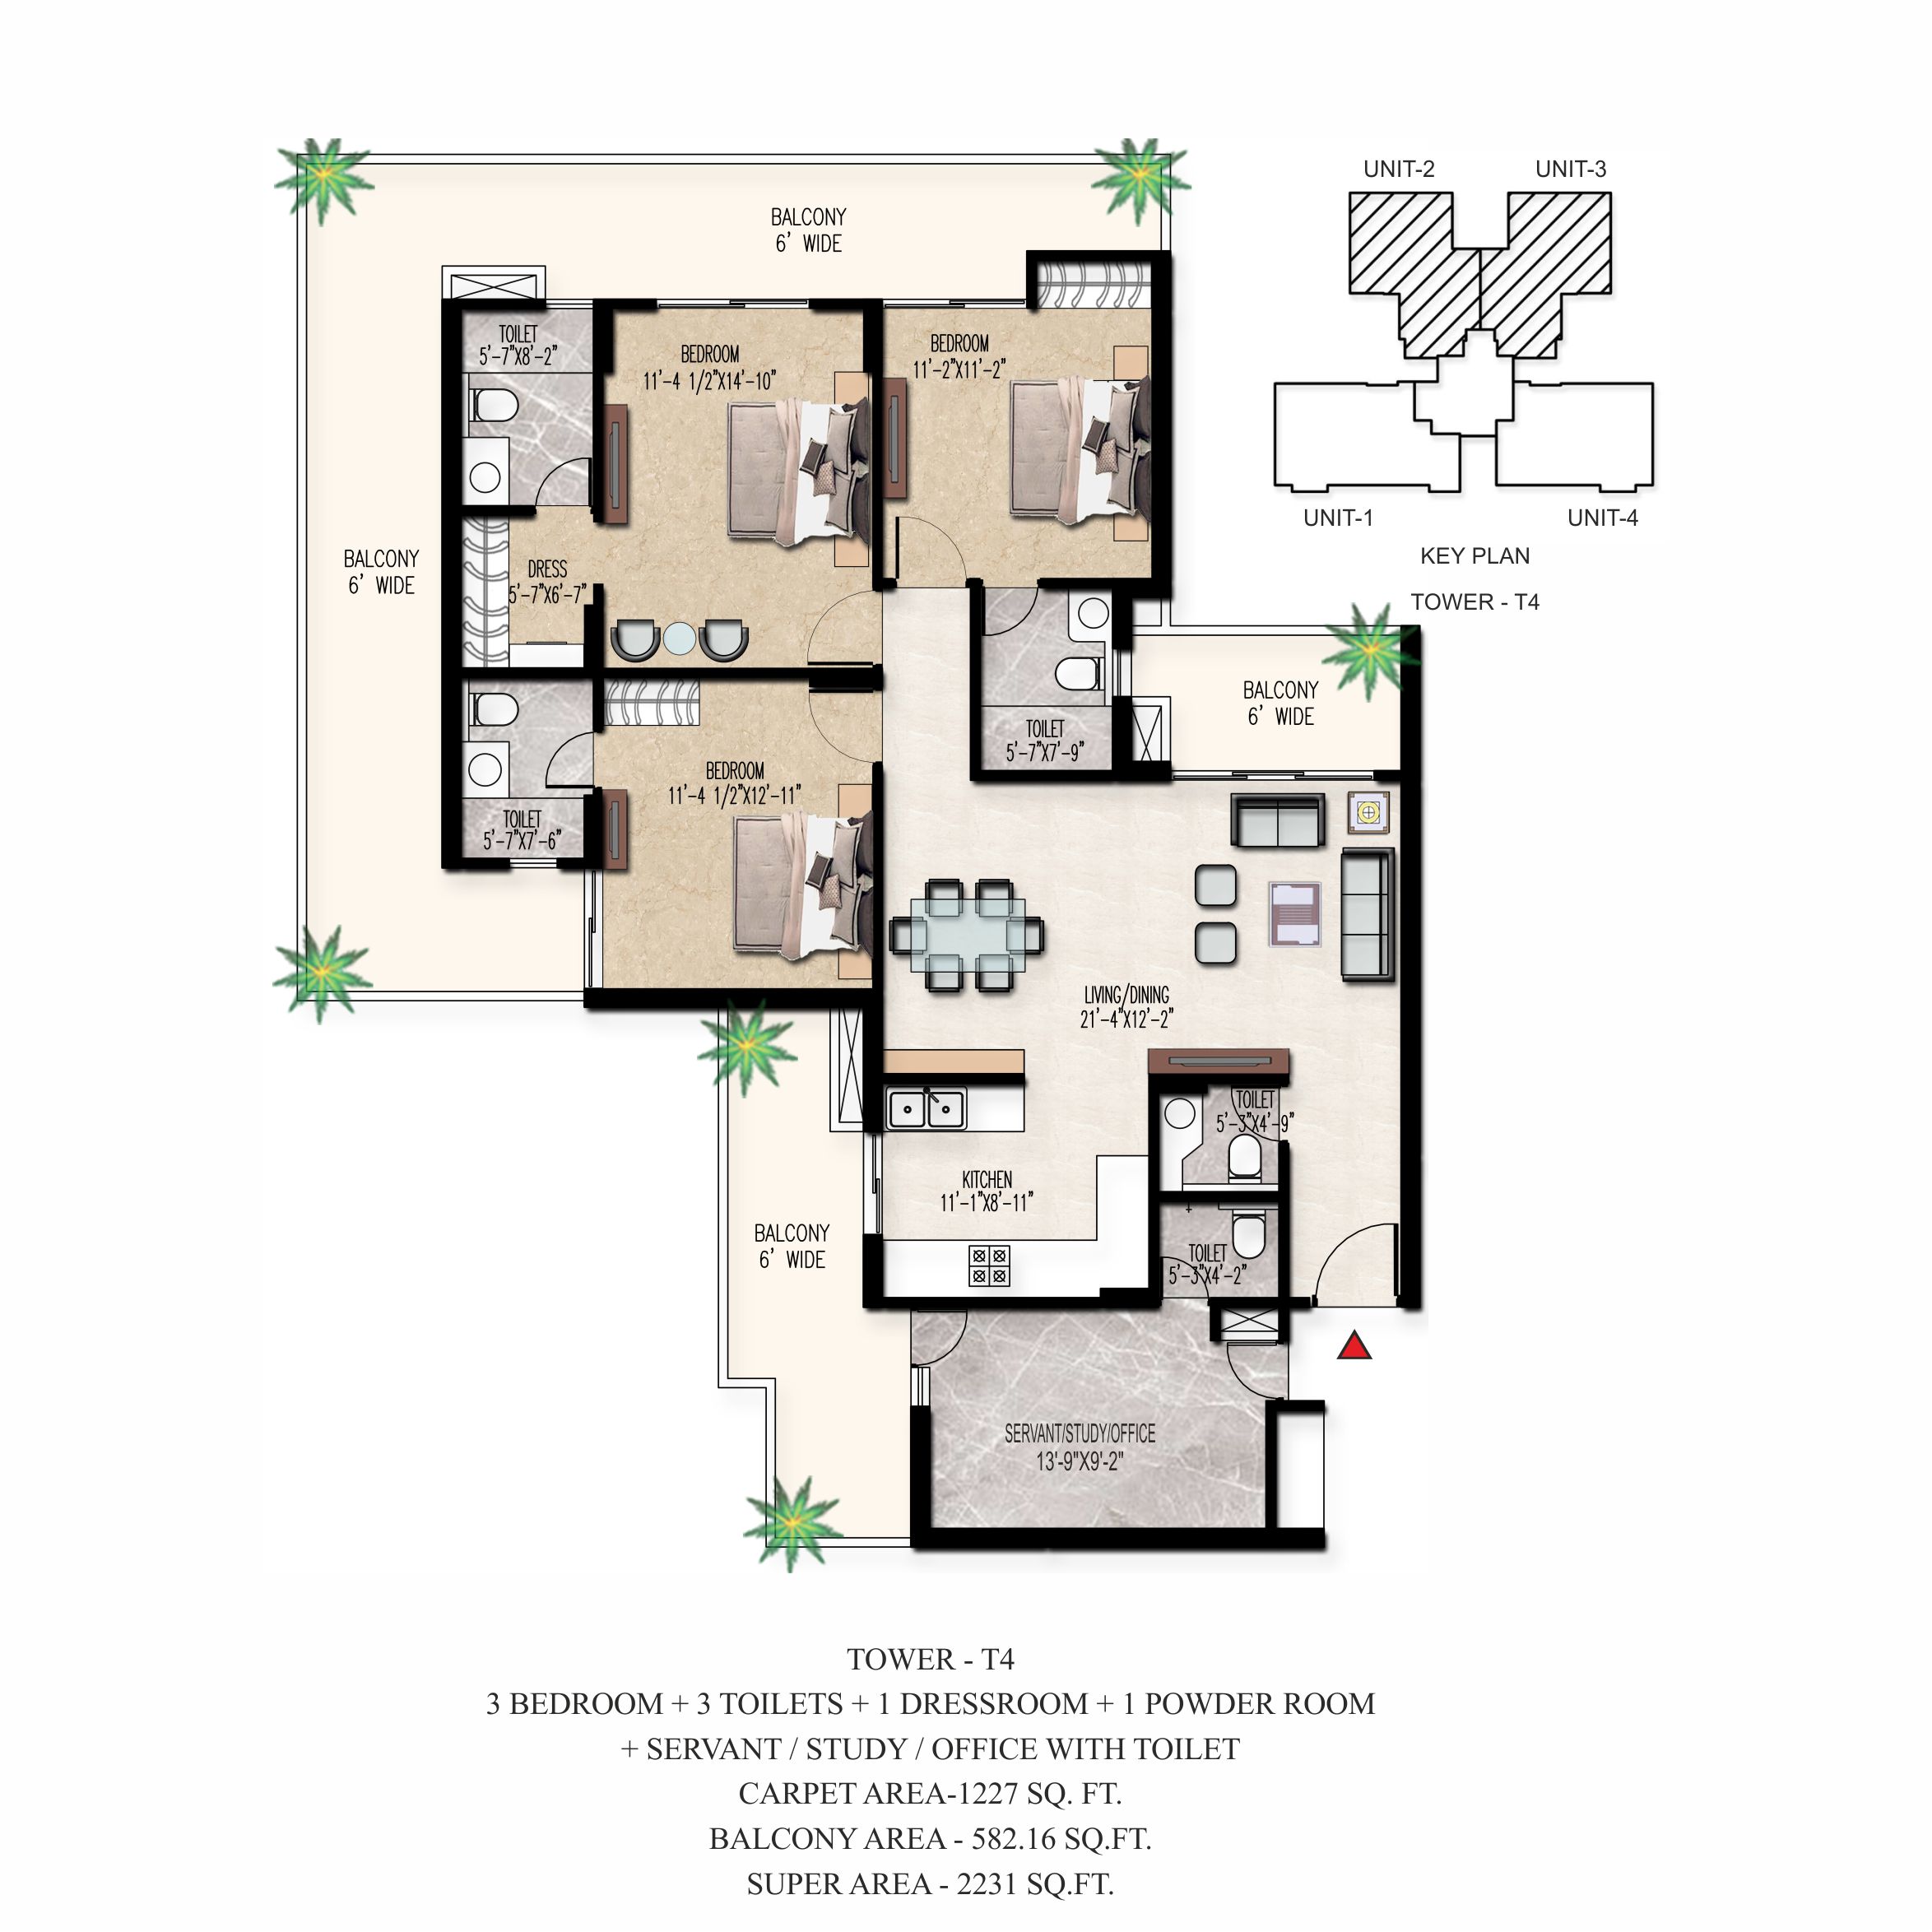 UNIT-2
UNIT-3
UNIT-1
UNIT-4
KEY PLAN
TOWER - T4
BALCONY
6' WIDE
TOILET
5'-7"X8'-2"
BEDROOM
11'-4 1/2"X14'-10"
BEDROOM
11'-2"X11'-2"
BALCONY
6' WIDE
DRESS
5'-7"X6'-7"
BALCONY
6' WIDE
TOILET
5'-7"X7'-9"
BEDROOM
11'-4 1/2"X12'-11"
TOILET
5'-7"X7'-6"
LIVING/DINING
21'-4"X12'-2"
TOILET
5'-3"X4'-9"
KITCHEN
11'-1"X8'-11"
BALCONY
6' WIDE
TOILET
5'-3"X4'-2"
SERVANT/STUDY/OFFICE
13'-9"X9'-2"
TOWER - T4
3 BEDROOM + 3 TOILETS + 1 DRESSROOM + 1 POWDER ROOM
+ SERVANT / STUDY / OFFICE WITH TOILET
CARPET AREA-1227 SQ. FT.
BALCONY AREA - 582.16 SQ.FT.
SUPER AREA - 2231 SQ.FT.